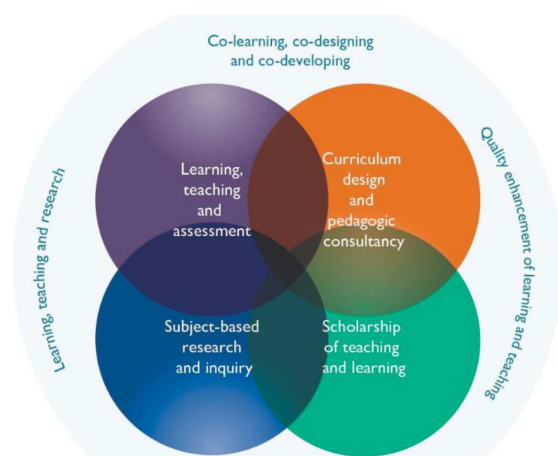 Co-learning, co-designing
and co-developing
Learning, teaching and research
Learning,
teaching
and
assessment
Curriculum
design
and
pedagogic
consultancy
Quality enhancement of learning and teaching
Subject-based
research
and inquiry
Scholarship
of teaching
and learning